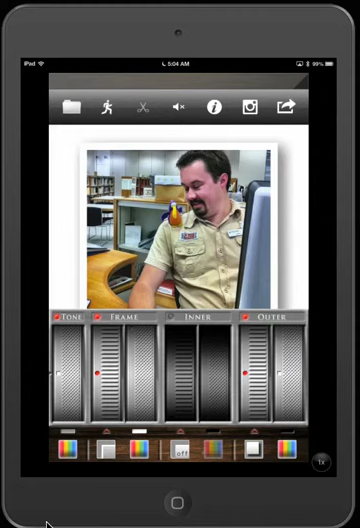 iPad 5:04 AM 99%
TONE FRAME INNER OUTER
off
1x